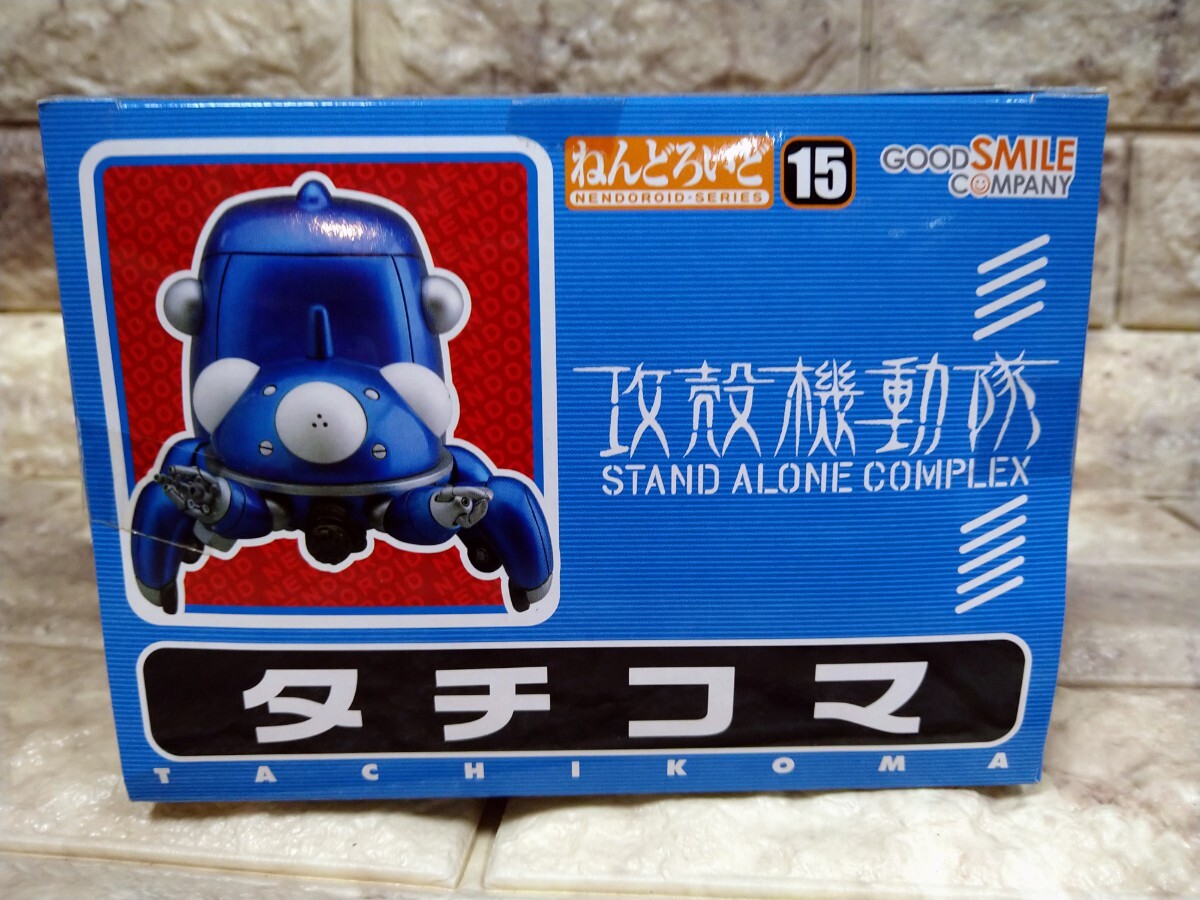 ねんどろいど
NENDOROID・SERIES
15
GOOD SMILE
COMPANY
攻殻機動隊
STAND ALONE COMPLEX
タチコマ
TACHIKOMA